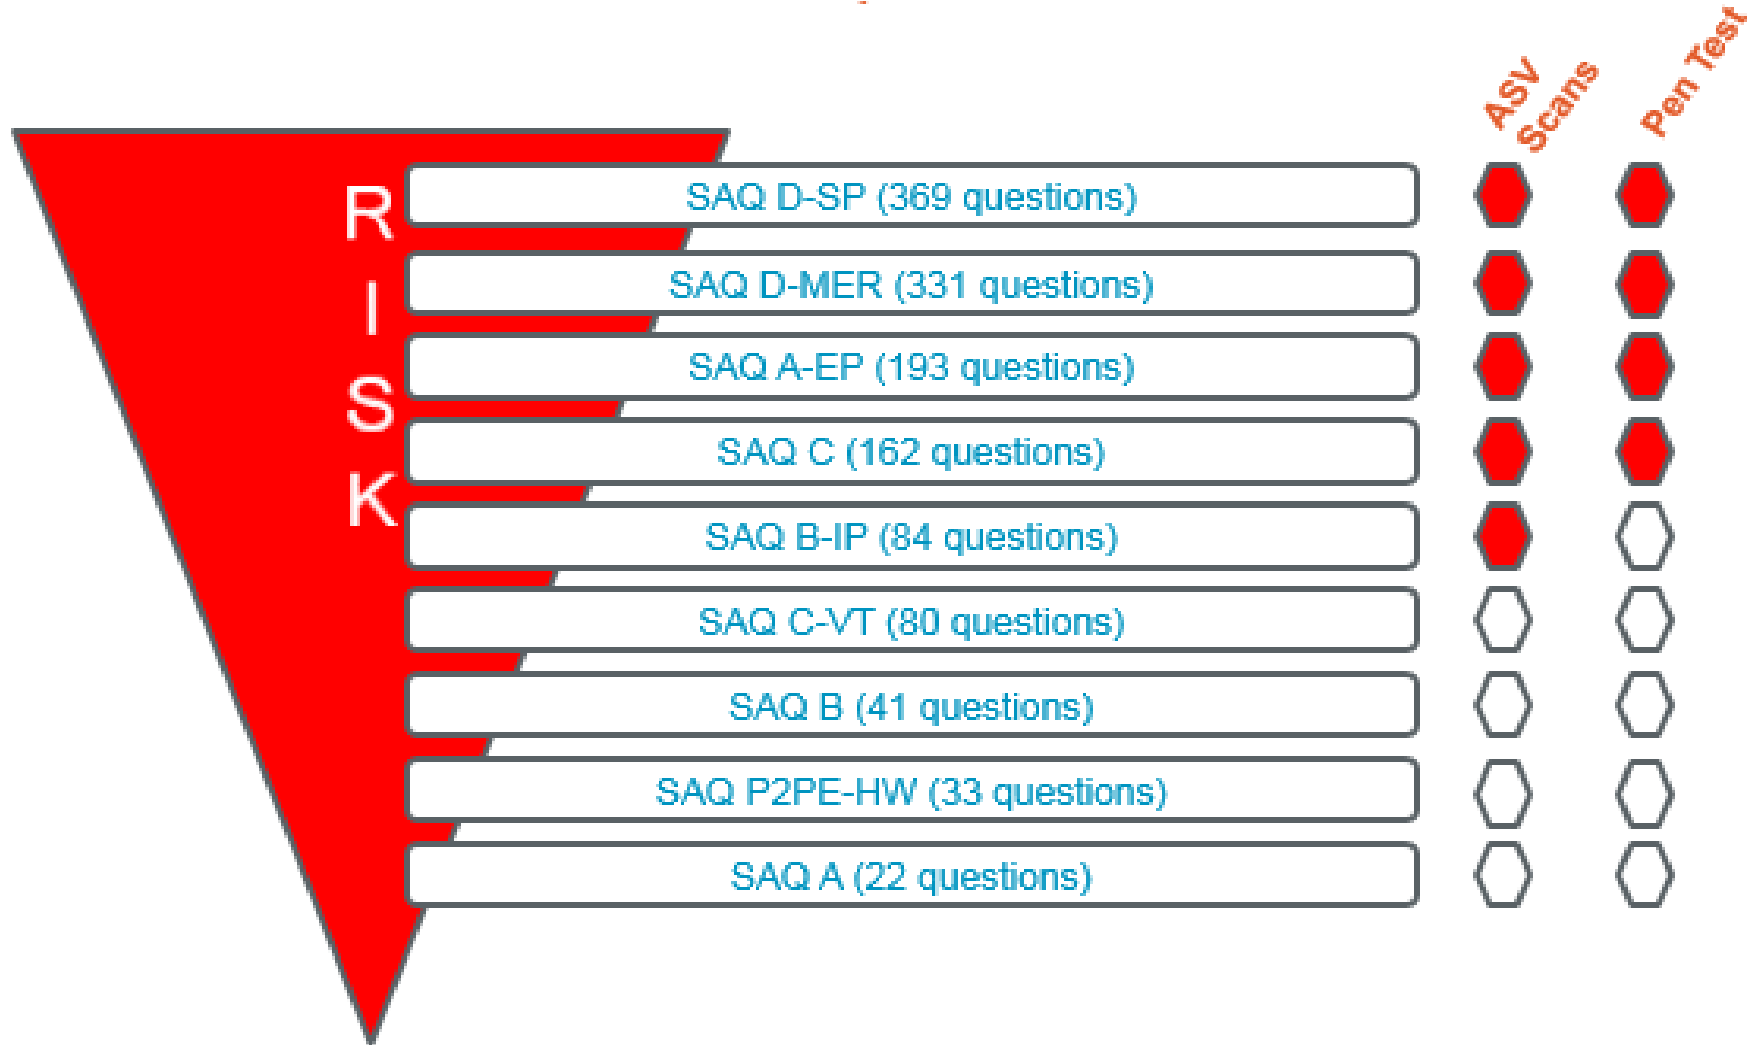 ASV
Scans
Pen Test
R
I
S
K
SAQ D-SP (369 questions)
SAQ D-MER (331 questions)
SAQ A-EP (193 questions)
SAQ C (162 questions)
SAQ B-IP (84 questions)
SAQ C-VT (80 questions)
SAQ B (41 questions)
SAQ P2PE-HW (33 questions)
SAQ A (22 questions)